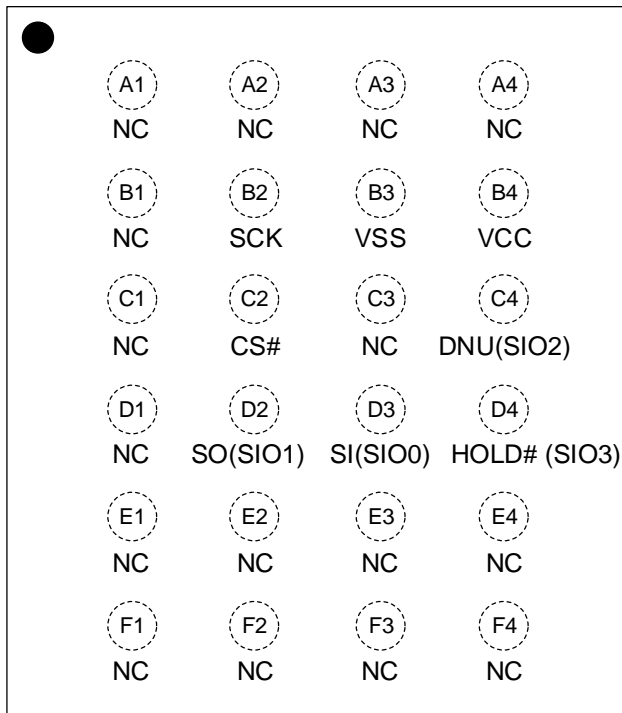 A1 A2 A3 A4
NC NC NC NC
B1 B2 B3 B4
NC SCK VSS VCC
C1 C2 C3 C4
NC CS# NC DNU(SIO2)
D1 D2 D3 D4
NC SO(SIO1) SI(SIO0) HOLD# (SIO3)
E1 E2 E3 E4
NC NC NC NC
F1 F2 F3 F4
NC NC NC NC